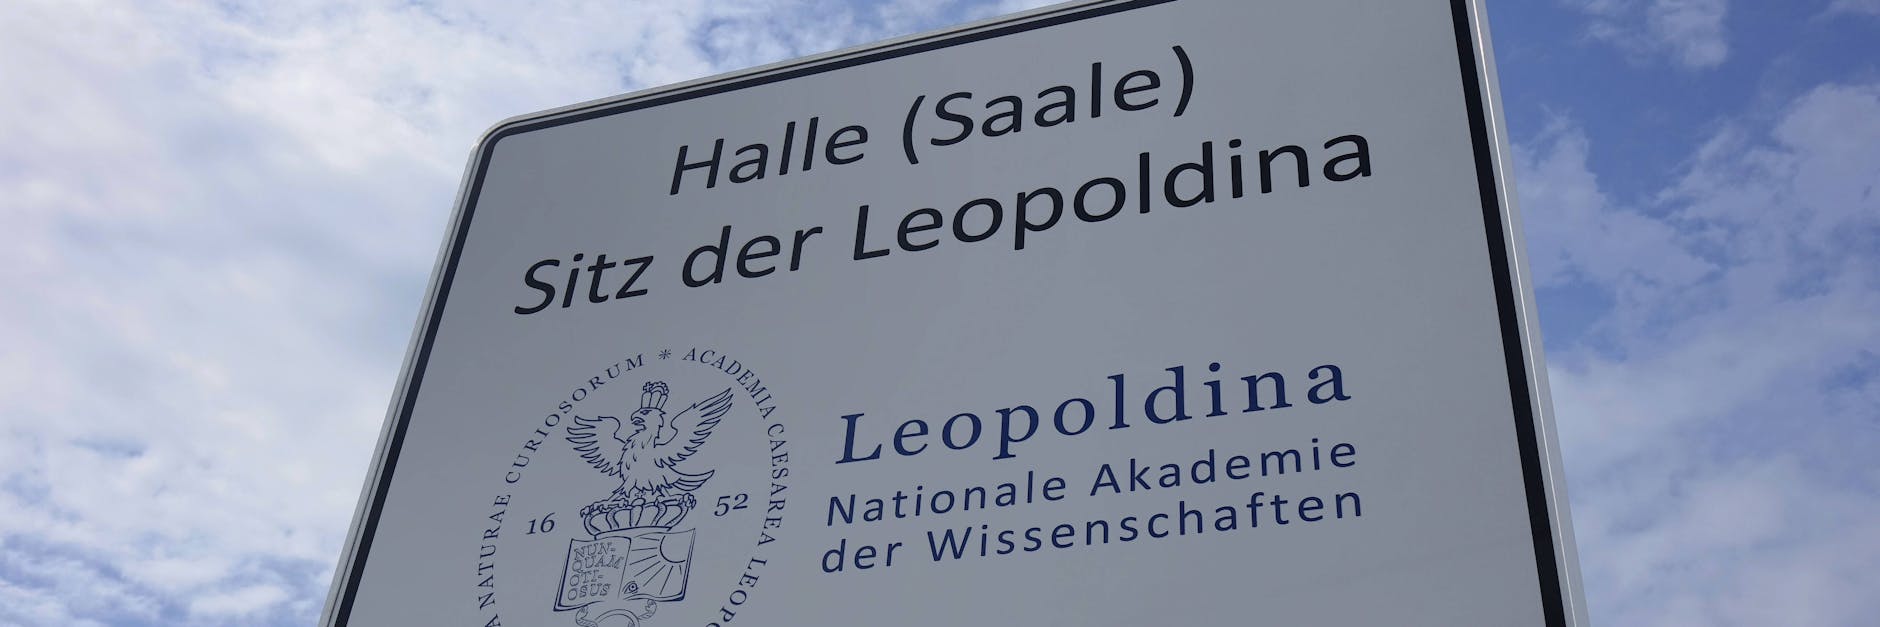 Halle (Saale)
Sitz der Leopoldina
NATURAE CURIOSORUM * ACADEMIA CAESAREA
16 52
NUN-
QUAM
OTI-
OSUS
Leopoldina
Nationale Akademie
der Wissenschaften